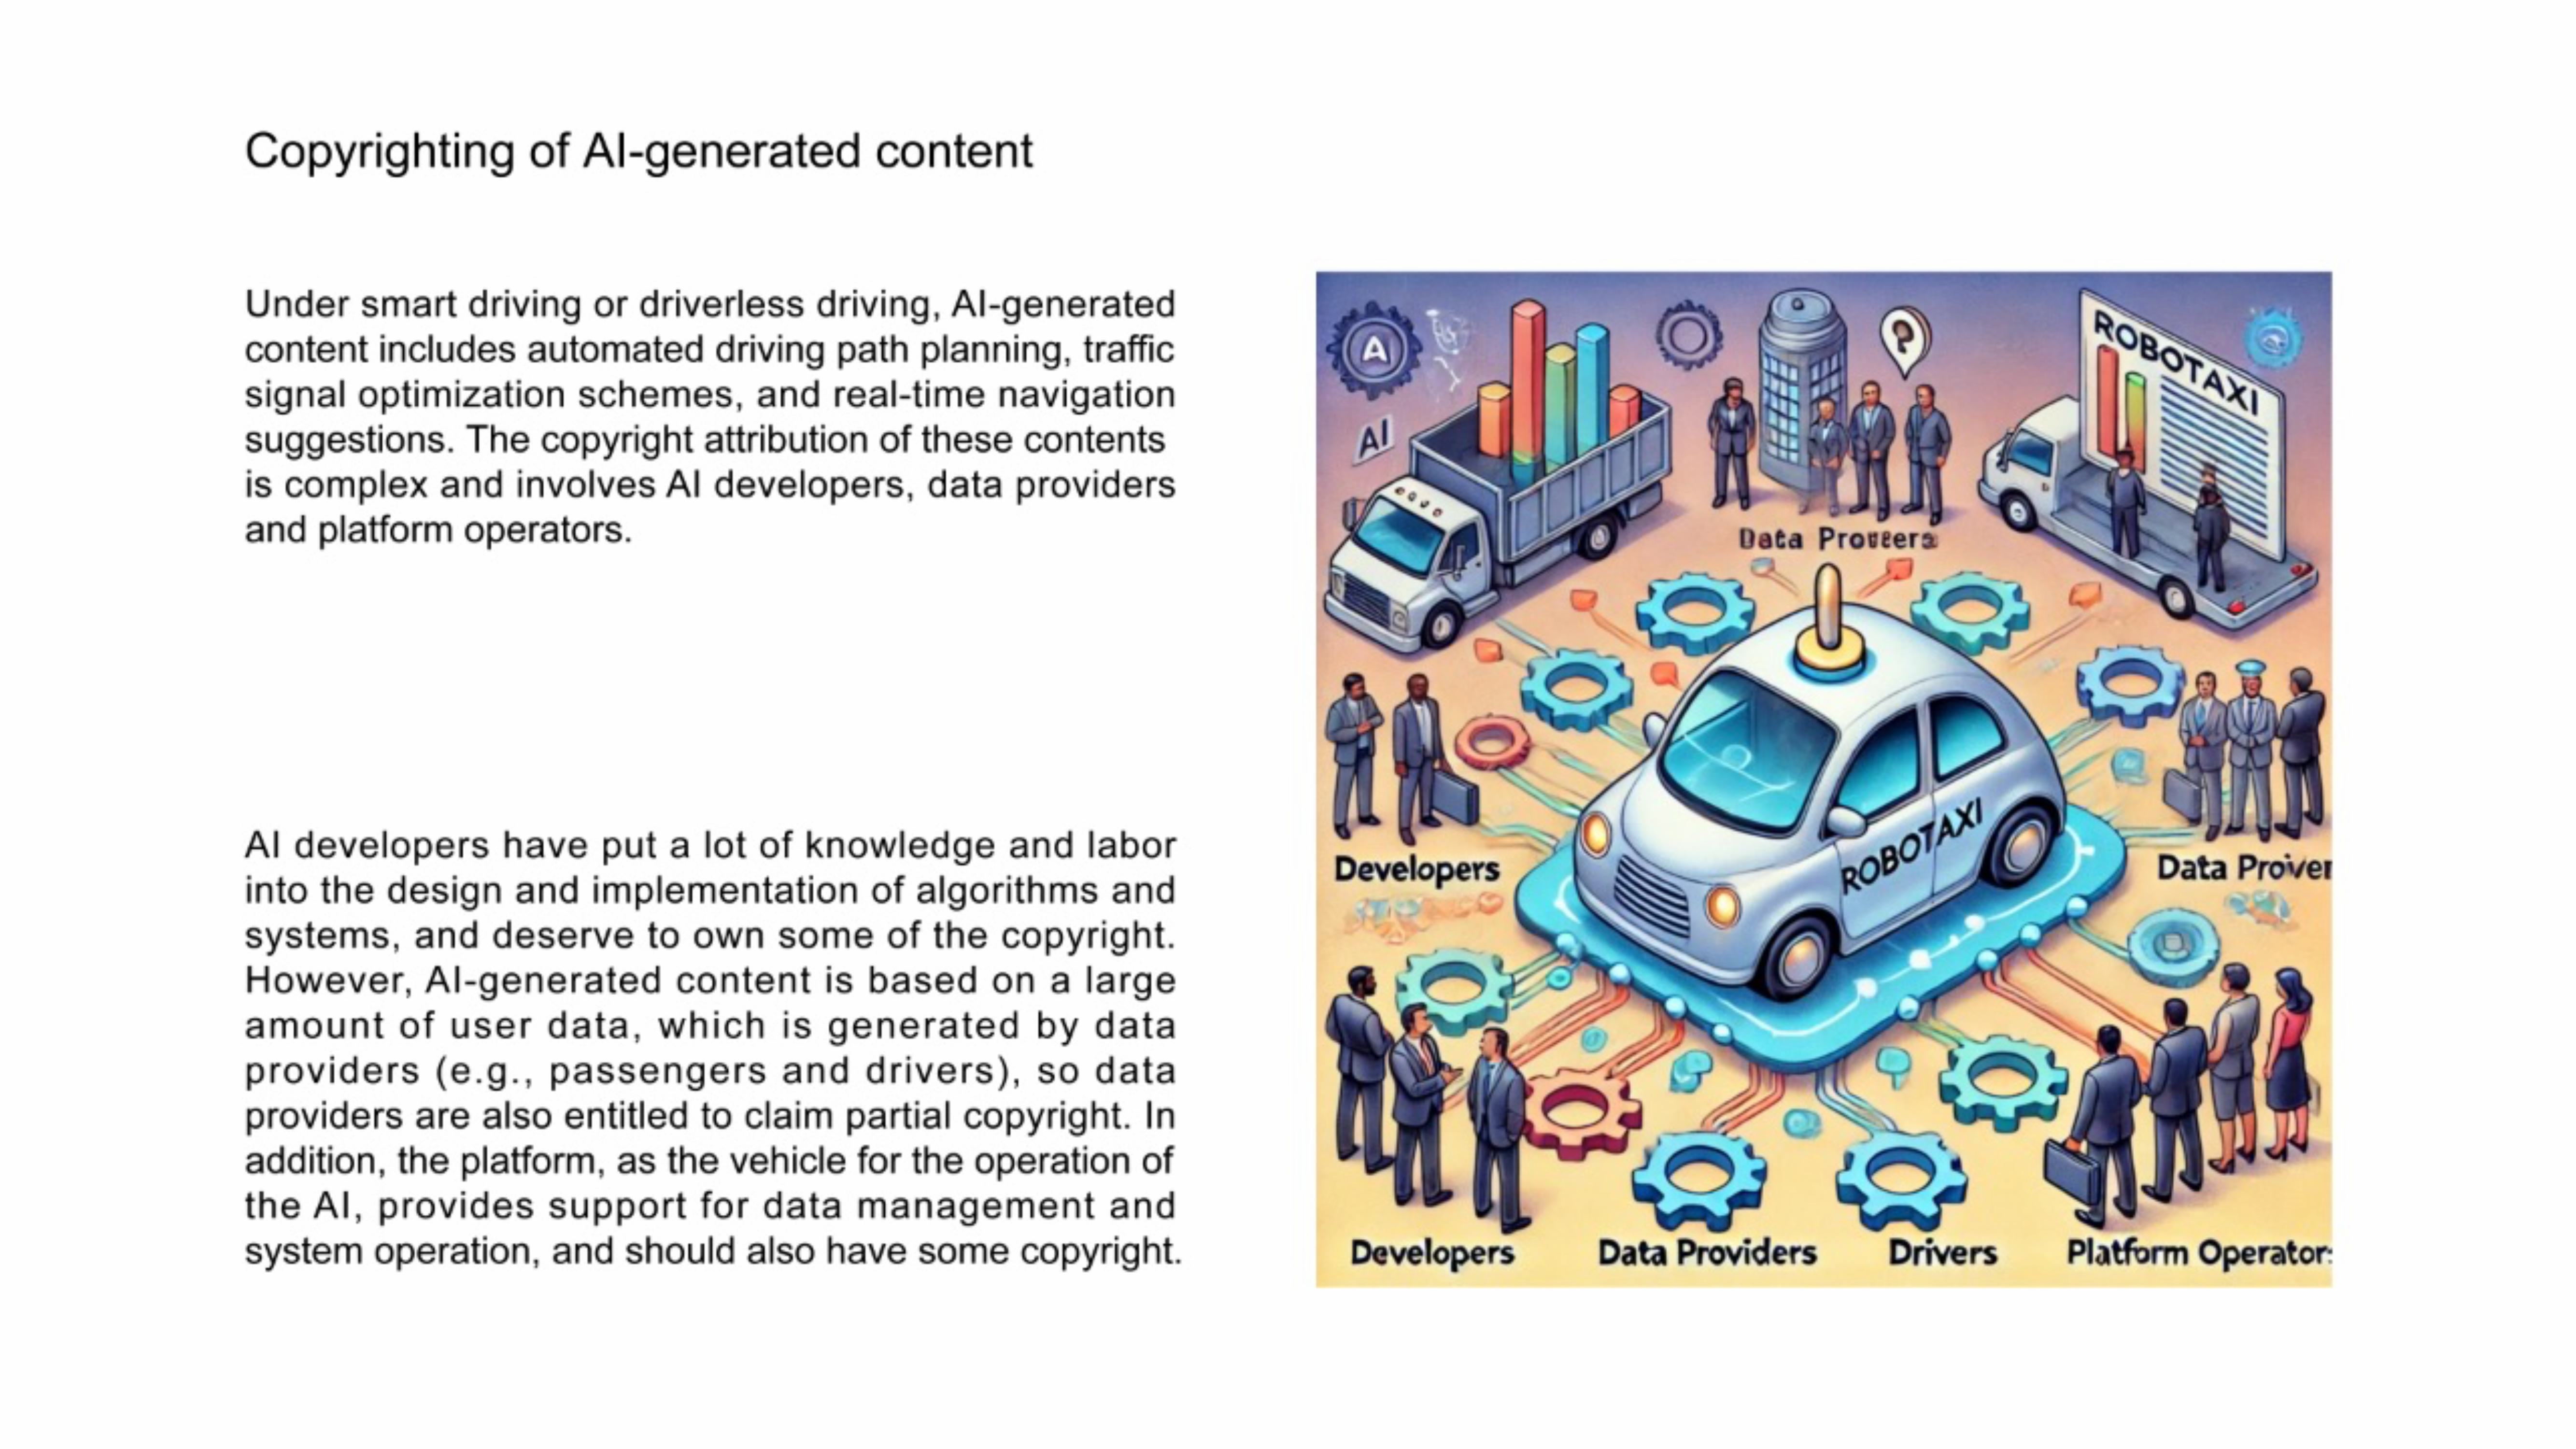 Copyrighting of AI-generated content
Under smart driving or driverless driving, AI-generated
content includes automated driving path planning, traffic
signal optimization schemes, and real-time navigation
suggestions. The copyright attribution of these contents
is complex and involves AI developers, data providers
and platform operators.
AI developers have put a lot of knowledge and labor
into the design and implementation of algorithms and
systems, and deserve to own some of the copyright.
However, AI-generated content is based on a large
amount of user data, which is generated by data
providers (e.g., passengers and drivers), so data
providers are also entitled to claim partial copyright. In
addition, the platform, as the vehicle for the operation of
the AI, provides support for data management and
system operation, and should also have some copyright.
A
AI
ROBOTAXI
Data
ROBOTAXI
Developers
Data Proiver
Developers
Data Providers
Drivers
Platform Operator